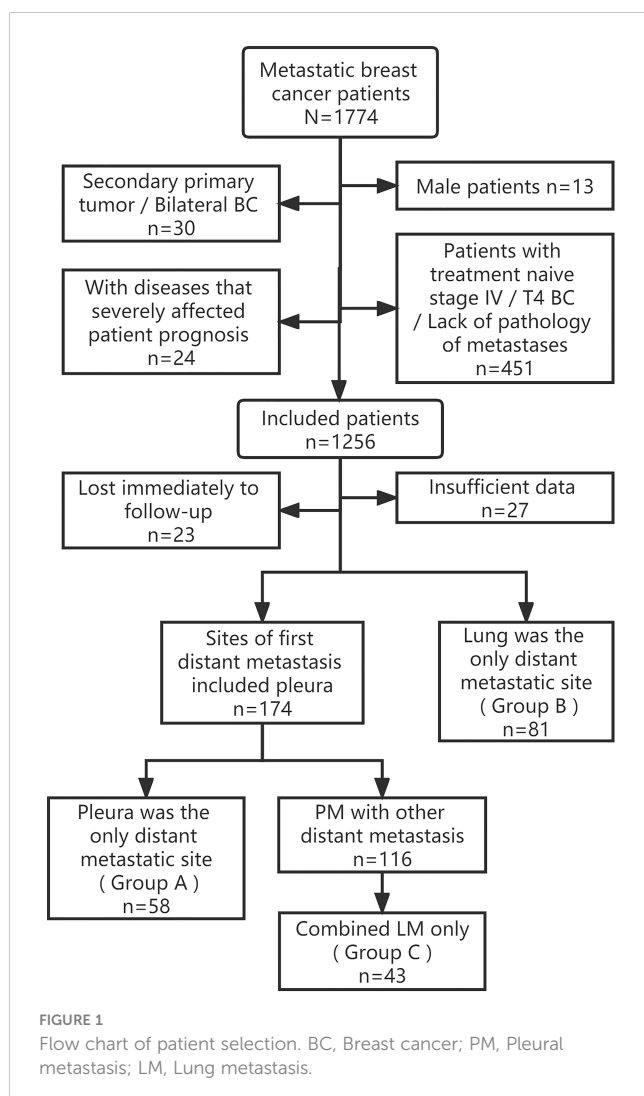 Metastatic breast
cancer patients
N=1774
Secondary primary
tumor / Bilateral BC
n=30
Male patients n=13
With diseases that
severely affected
patient prognosis
n=24
Patients with
treatment naive
stage IV / T4 BC
/ Lack of pathology
of metastases
n=451
Included patients
n=1256
Lost immediately to
follow-up
n=23
Insufficient data
n=27
Sites of first
distant metastasis
included pleura
n=174
Lung was the
only distant
metastatic site
( Group B )
n=81
Pleura was the
only distant
metastatic site
( Group A )
n=58
PM with other
distant metastasis
n=116
Combined LM only
( Group C )
n=43
FIGURE 1
Flow chart of patient selection. BC, Breast cancer; PM, Pleural
metastasis; LM, Lung metastasis.